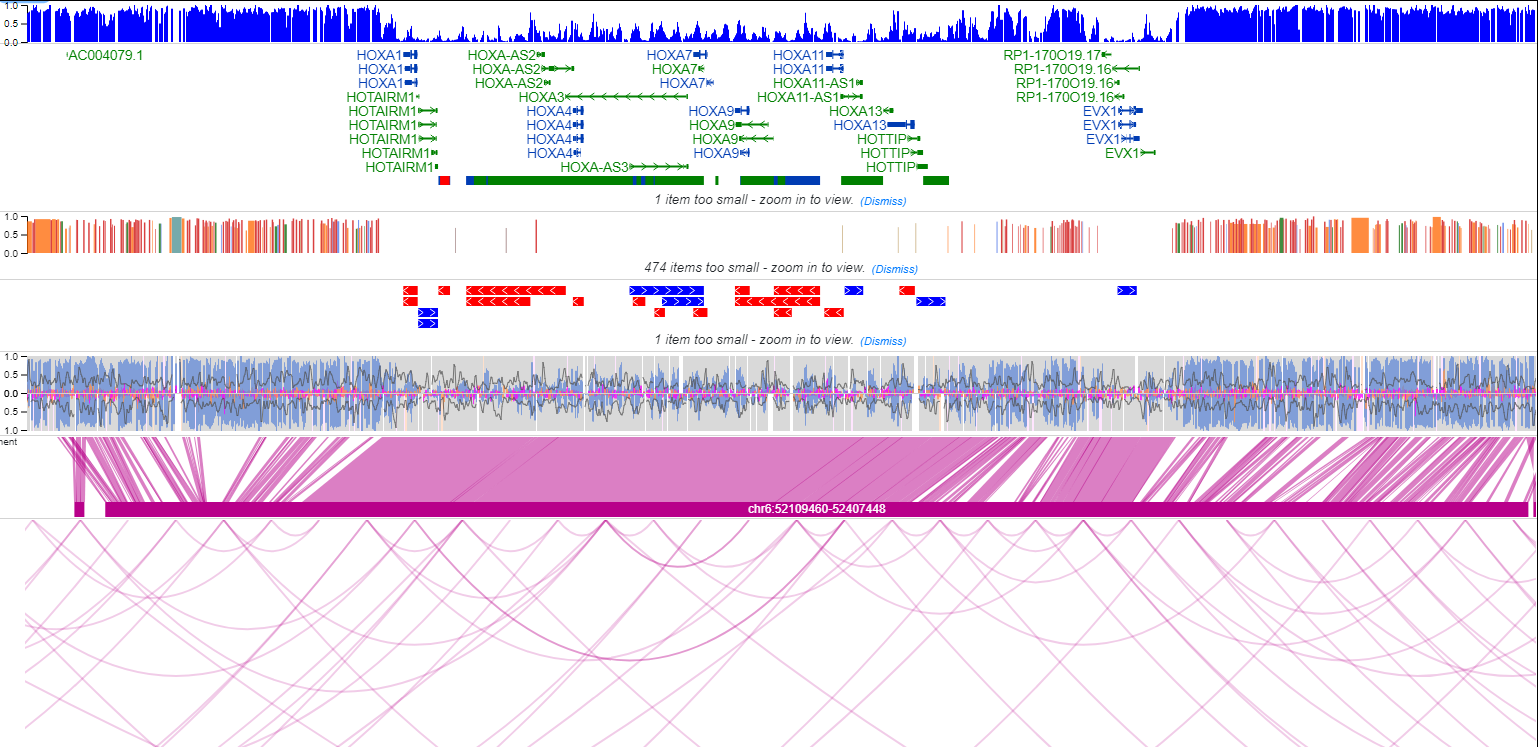 1.0
0.5
0.0
AC004079.1 HOXA1 HOXA-AS2 HOXA7 HOXA11 RP1-170O19.17
HOXA1 HOXA-AS2 HOXA7 HOXA11 RP1-170O19.16
HOXA1 HOXA-AS2 HOXA7 HOXA11-AS1 RP1-170O19.16
HOTAIRM1 HOXA3 HOXA11-AS1 RP1-170O19.16
HOTAIRM1 HOXA4 HOXA9 HOXA13 EVX1
HOTAIRM1 HOXA4 HOXA9 HOXA13 EVX1
HOTAIRM1 HOXA4 HOXA9 HOTTIP EVX1
HOTAIRM1 HOXA4 HOXA9 HOTTIP EVX1
HOTAIRM1 HOXA-AS3 HOTTIP
1 item too small - zoom in to view. (Dismiss)
1.0
0.5
0.0
474 items too small - zoom in to view. (Dismiss)
1 item too small - zoom in to view. (Dismiss)
1.0
0.5
0.0
0.5
1.0
ment
chr6:52109460-52407448